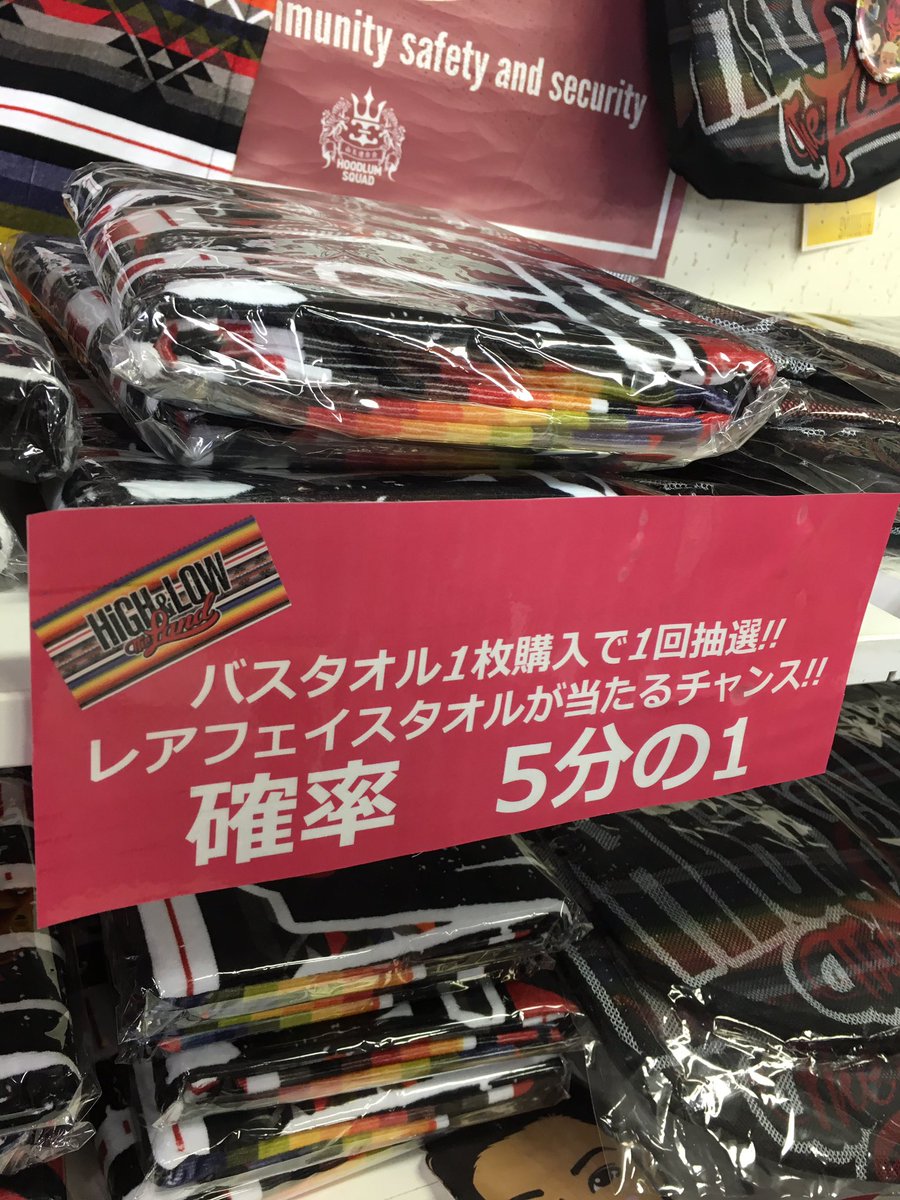 mmunity safety and security
HOODLUM
SQUAD
HiGH&LOW
THE Land
バスタオル1枚購入で1回抽選!!
レアフェイスタオルが当たるチャンス!!
確率 5分の1